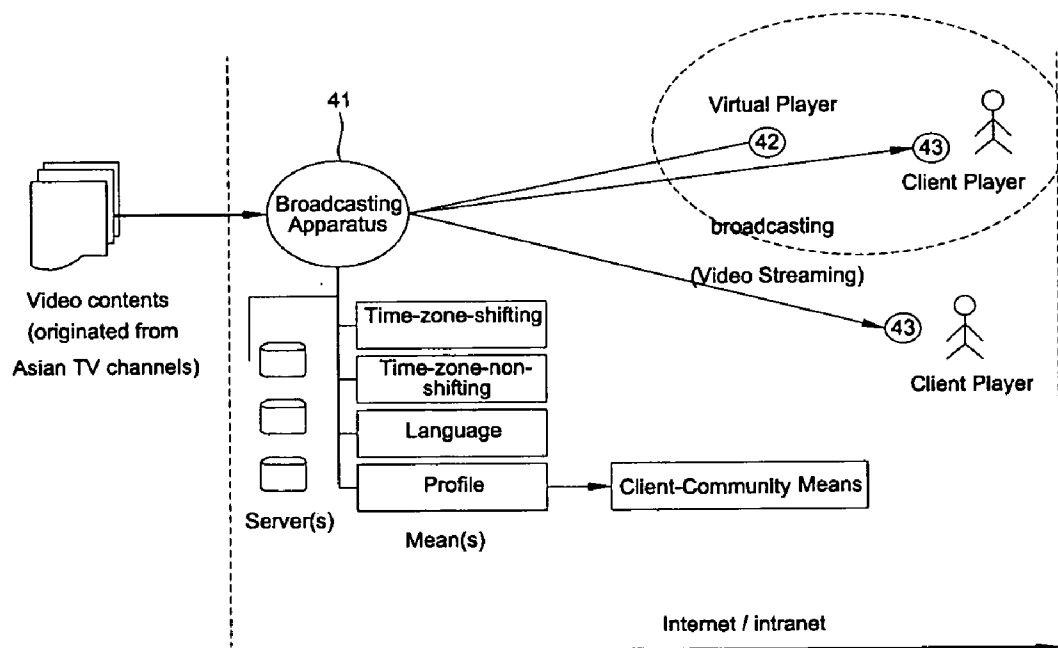 41
Virtual Player
42
43
Client Player
Broadcasting
Apparatus
broadcasting
(Video Streaming)
Video contents
(originated from
Asian TV channels)
43
Client Player
Time-zone-shifting
Time-zone-non-
shifting
Language
Profile
Client-Community Means
Server(s)
Mean(s)
Internet / intranet